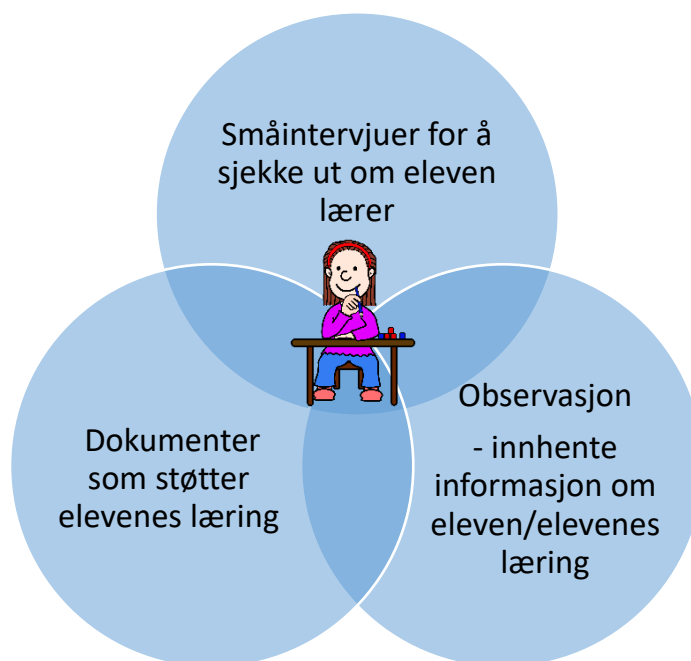 Småintervjuer for å
sjekke ut om eleven
lærer
Dokumenter
som støtter
elevenes læring
Observasjon
- innhente
informasjon om
eleven/elevenes
læring